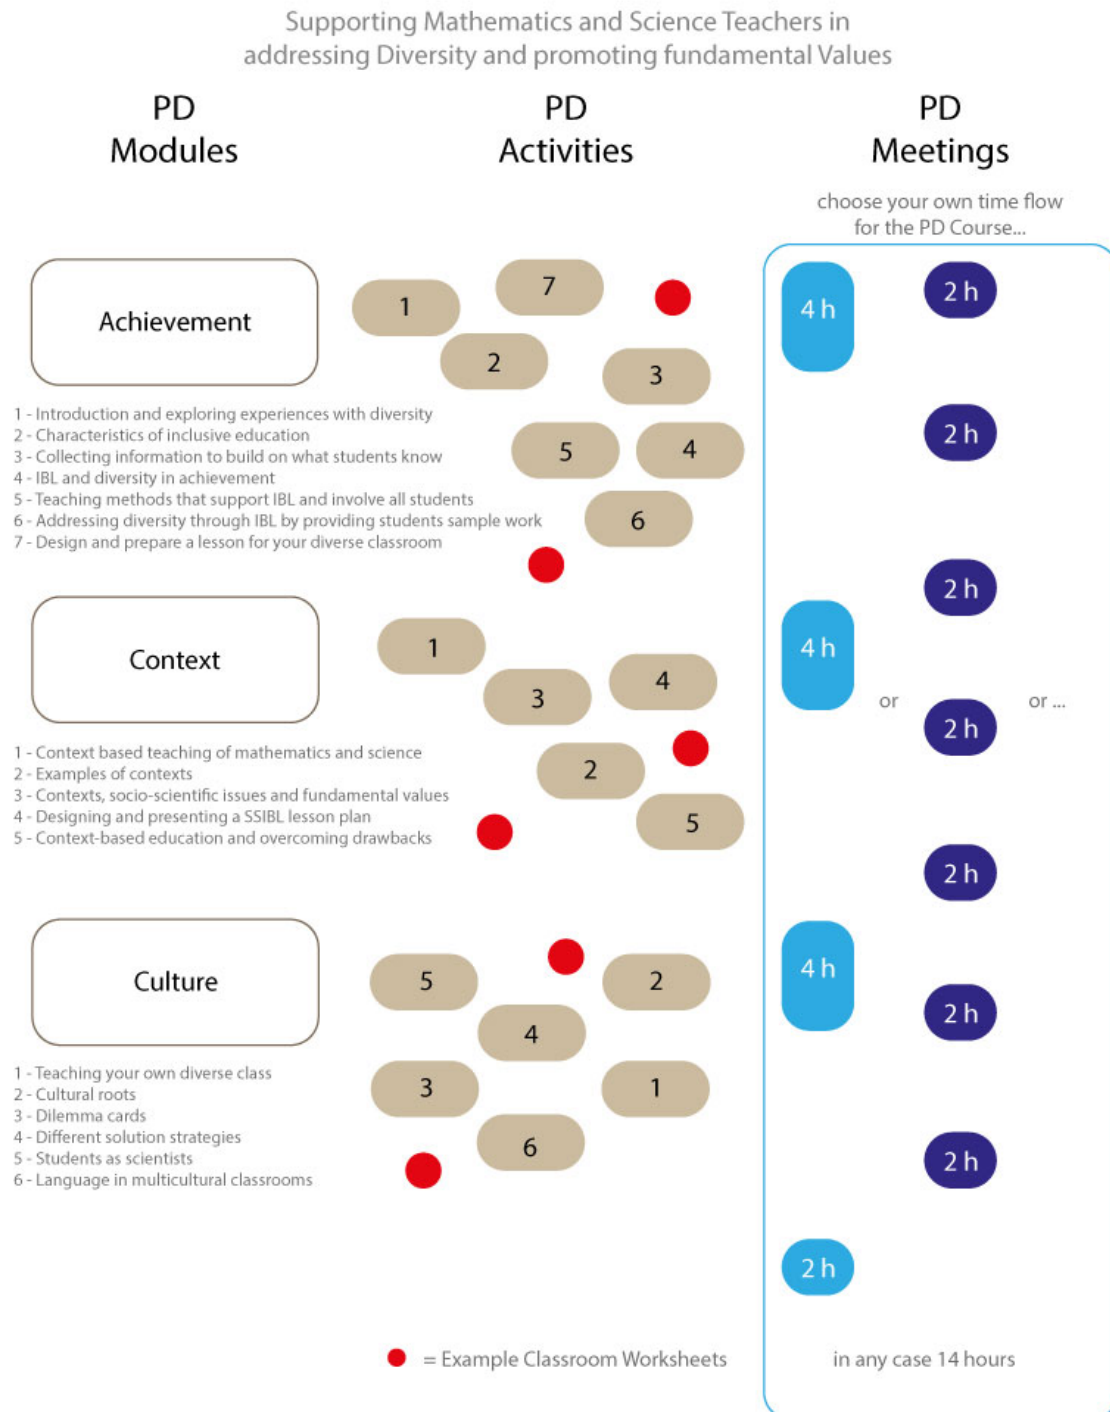 Supporting Mathematics and Science Teachers in
addressing Diversity and promoting fundamental Values
PD
Modules
PD
Activities
PD
Meetings
choose your own time flow
for the PD Course...
Achievement
1 - Introduction and exploring experiences with diversity
2 - Characteristics of inclusive education
3 - Collecting information to build on what students know
4 - IBL and diversity in achievement
5 - Teaching methods that support IBL and involve all students
6 - Addressing diversity through IBL by providing students sample work
7 - Design and prepare a lesson for your diverse classroom
1
7
2
3
5
4
6
Context
1 - Context based teaching of mathematics and science
2 - Examples of contexts
3 - Contexts, socio-scientific issues and fundamental values
4 - Designing and presenting a SSIBL lesson plan
5 - Context-based education and overcoming drawbacks
1
3
4
2
5
Culture
1 - Teaching your own diverse class
2 - Cultural roots
3 - Dilemma cards
4 - Different solution strategies
5 - Students as scientists
6 - Language in multicultural classrooms
5
2
4
3
1
6
4 h
4 h
4 h
2 h
or
2 h
2 h
2 h
2 h
2 h
2 h
2 h
or ...
= Example Classroom Worksheets
in any case 14 hours